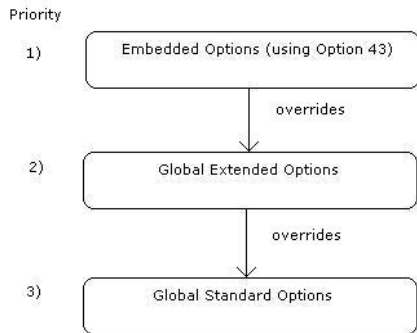 Priority
1) Embedded Options (using Option 43)
overrides
2) Global Extended Options
overrides
3) Global Standard Options